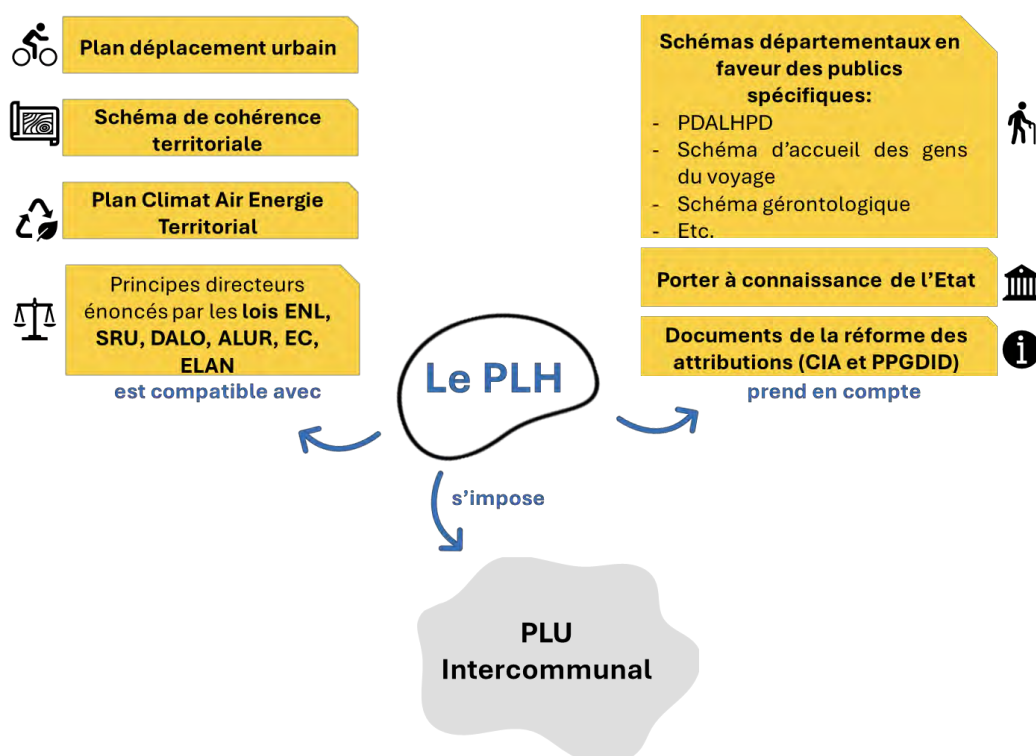 Plan déplacement urbain
Schéma de cohérence
territoriale
Plan Climat Air Energie
Territorial
Principes directeurs
énoncés par les lois ENL,
SRU, DALO, ALUR, EC,
ELAN
est compatible avec
Le PLH
Schémas départementaux en
faveur des publics
spécifiques:
- PDALHPD
- Schéma d'accueil des gens
du voyage
- Schéma gérontologique
- Etc.
Porter à connaissance de l'Etat
Documents de la réforme des
attributions (CIA et PPGDID)
prend en compte
s'impose
PLU
Intercommunal